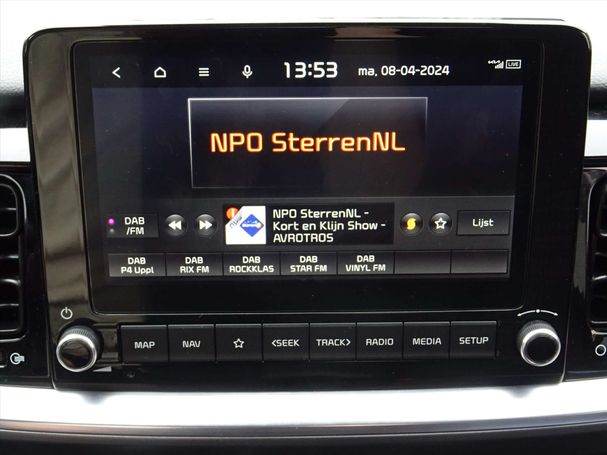 13:53 ma, 08-04-2024 LIVE
NPO SterrenNL
DAB
/FM
NPO SterrenNL -
Kort en Klijn Show -
AVROTROS
Lijst
DAB
P4 Uppl
DAB
RIX FM
DAB
ROCKKLAS
DAB
STAR FM
DAB
VINYL FM
MAP NAV <SEEK TRACK> RADIO MEDIA SETUP